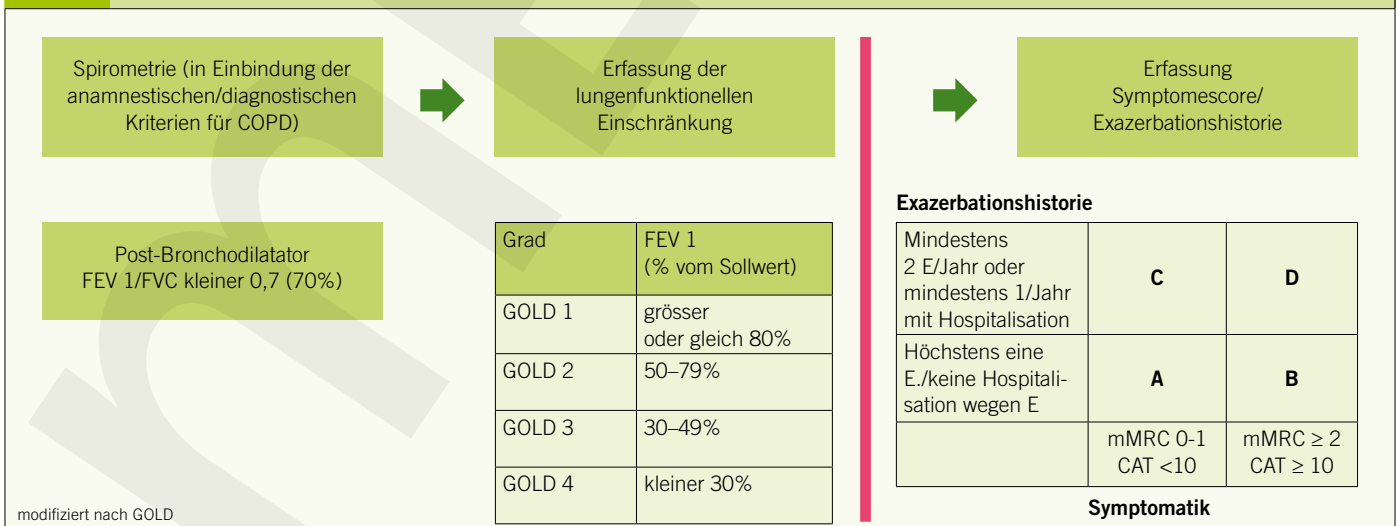 Spirometrie (in Einbindung der
anamnestischen/diagnostischen
Kriterien für COPD)
Erfassung der
lungenfunktionellen
Einschränkung
Erfassung
Symptomescore/
Exazerbationshistorie
Post-Bronchodilatator
FEV 1/FVC kleiner 0,7 (70%)
Grad
FEV 1
(% vom Sollwert)
GOLD 1
grösser
oder gleich 80%
GOLD 2
50–79%
GOLD 3
30–49%
GOLD 4
kleiner 30%
Exazerbationshistorie
Mindestens
2 E/Jahr oder
mindestens 1/Jahr
mit Hospitalisation
C
D
Höchstens eine
E./keine Hospitali-
sation wegen E
A
B
mMRC 0-1
CAT <10
mMRC ≥ 2
CAT ≥ 10
Symptomatik
modifiziert nach GOLD